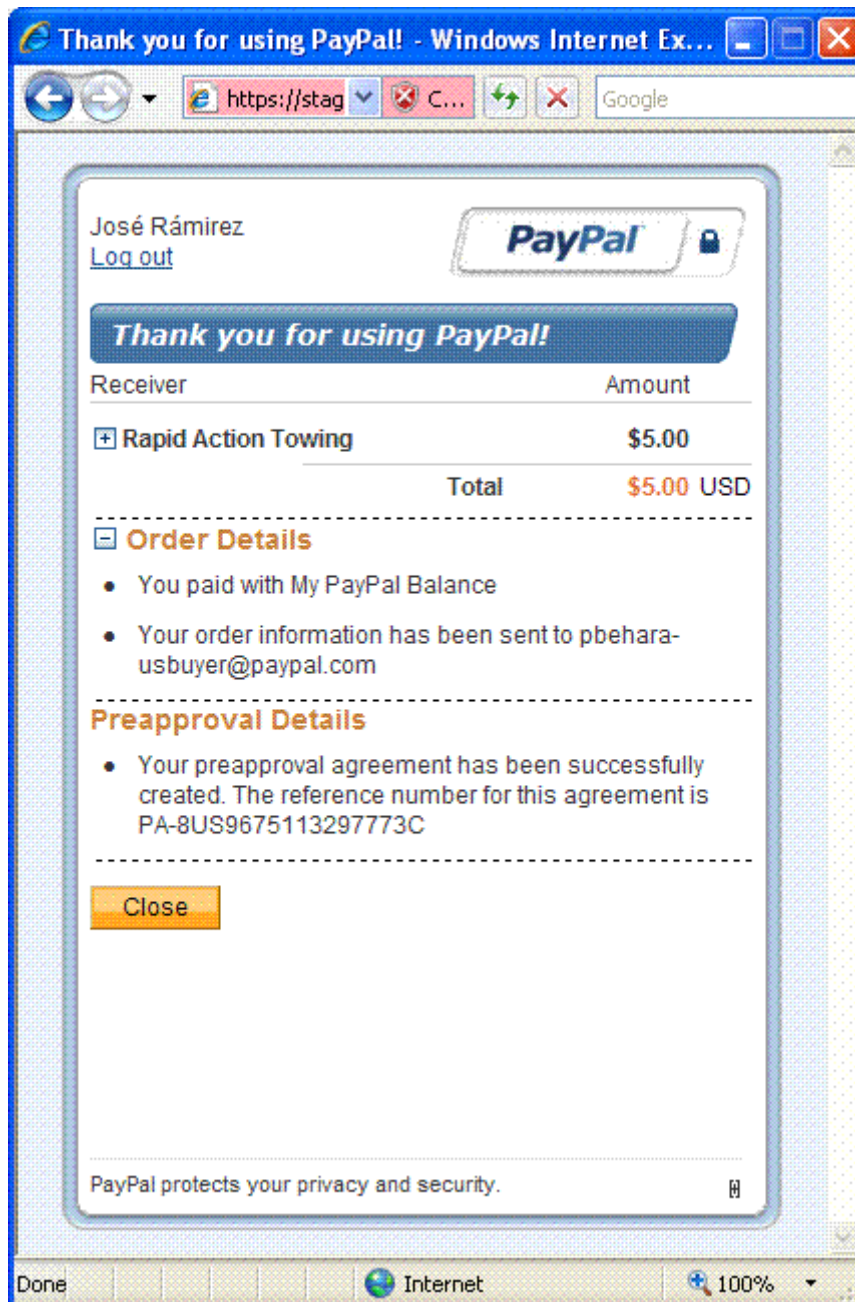 Thank you for using PayPal! - Windows Internet Ex...
https://stag C... Google
José Rámirez
Log out
PayPal
Thank you for using PayPal!
Receiver Amount
Rapid Action Towing $5.00
Total $5.00 USD
Order Details
• You paid with My PayPal Balance
• Your order information has been sent to pbehara-
usbuyer@paypal.com
Preapproval Details
• Your preapproval agreement has been successfully
created. The reference number for this agreement is
PA-8US9675113297773C
Close
PayPal protects your privacy and security.
Done Internet 100%